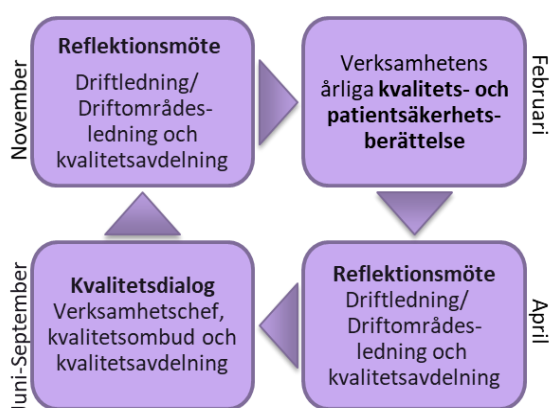 November
Reflektionsmöte
Driftledning/
Driftområdes-
ledning och
kvalitetsavdelning
Verksamhetens
årliga kvalitets- och
patientsäkerhets-
berättelse
Februari
Juni-September
Kvalitetsdialog
Verksamhetschef,
kvalitetsombud och
kvalitetsavdelning
Reflektionsmöte
Driftledning/
Driftområdes-
ledning och
kvalitetsavdelning
April